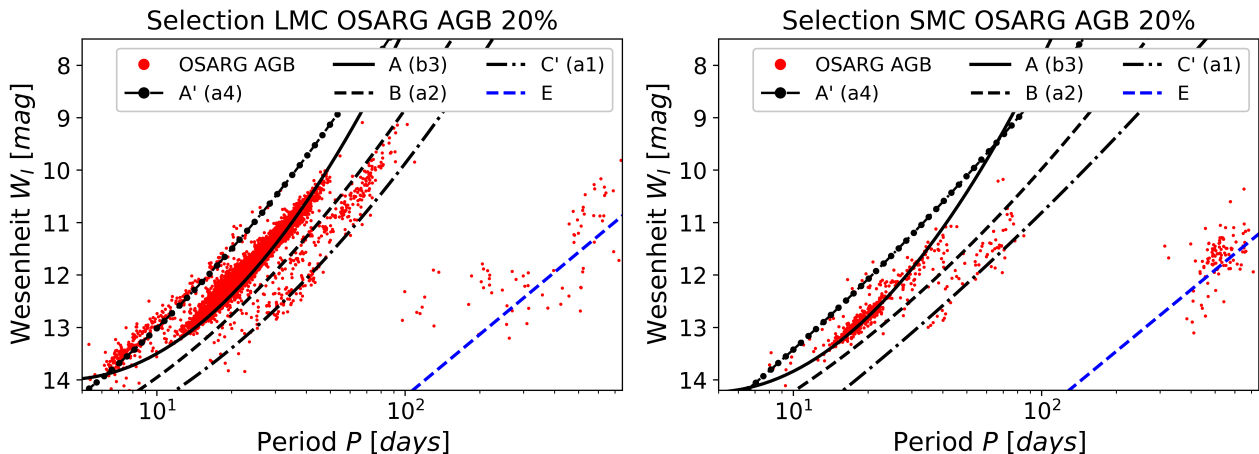 Selection LMC OSARG AGB 20%
OSARG AGB
A' (a4)
A (b3)
B (a2)
C' (a1)
E
8
9
10
11
12
13
14
Wesenheit W_I [mag]
10^1
10^2
Period P [days]
Selection SMC OSARG AGB 20%
OSARG AGB
A' (a4)
A (b3)
B (a2)
C' (a1)
E
8
9
10
11
12
13
14
Wesenheit W_I [mag]
10^1
10^2
Period P [days]